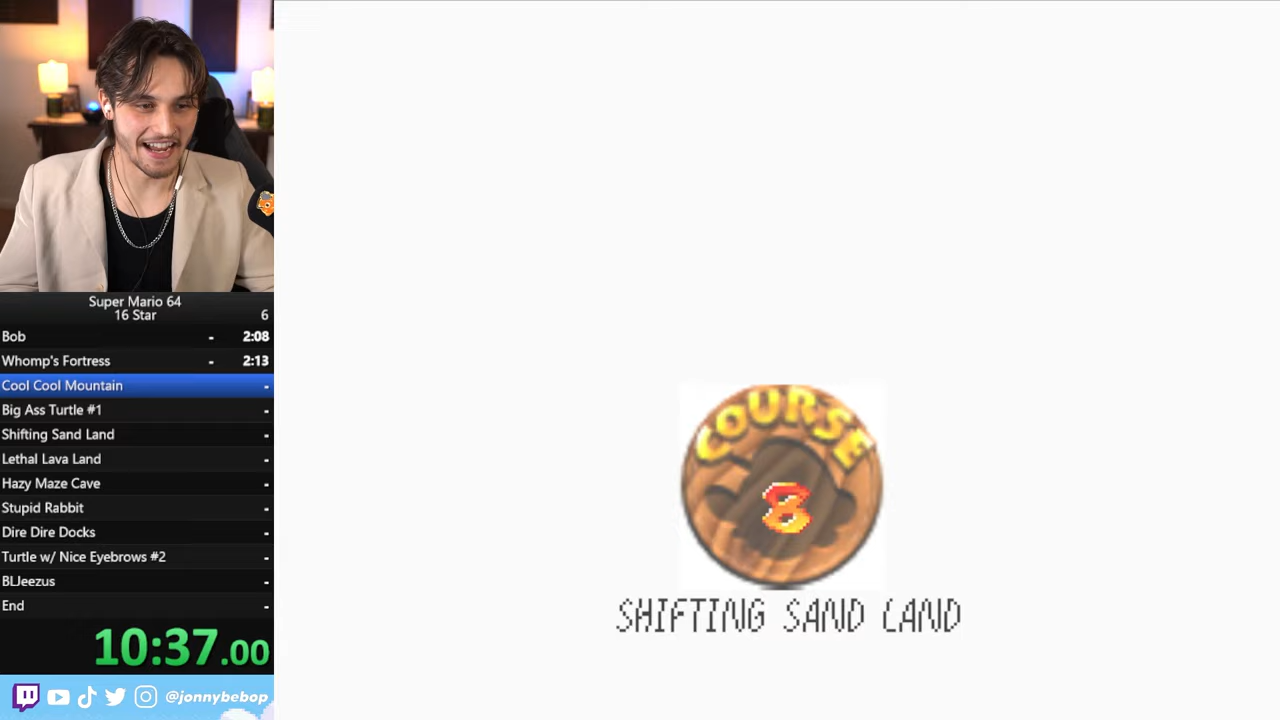 Super Mario 64
16 Star 6
Bob - 2:08
Whomp's Fortress - 2:13
Cool Cool Mountain -
Big Ass Turtle #1 -
Shifting Sand Land -
Lethal Lava Land -
Hazy Maze Cave -
Stupid Rabbit -
Dire Dire Docks -
Turtle w/ Nice Eyebrows #2 -
BLJeezus -
End -
10:37.00
@jonnybebop
COURSE
8
SHIFTING SAND LAND